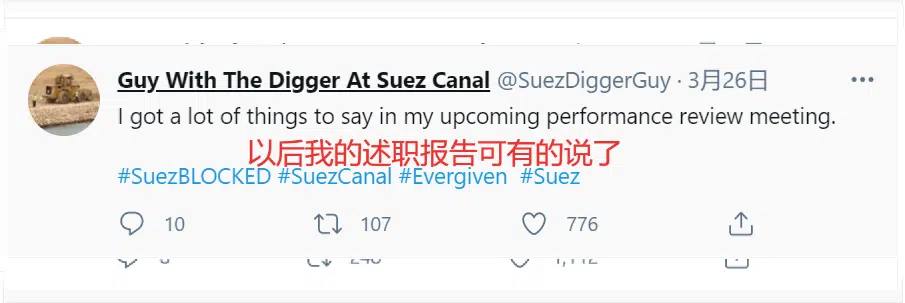 Guy With The Digger At Suez Canal @SuezDiggerGuy · 3月26日
I got a lot of things to say in my upcoming performance review meeting.
以后我的述职报告可有的说了
#SuezBLOCKED #SuezCanal #Evergiven #Suez
10 107 776